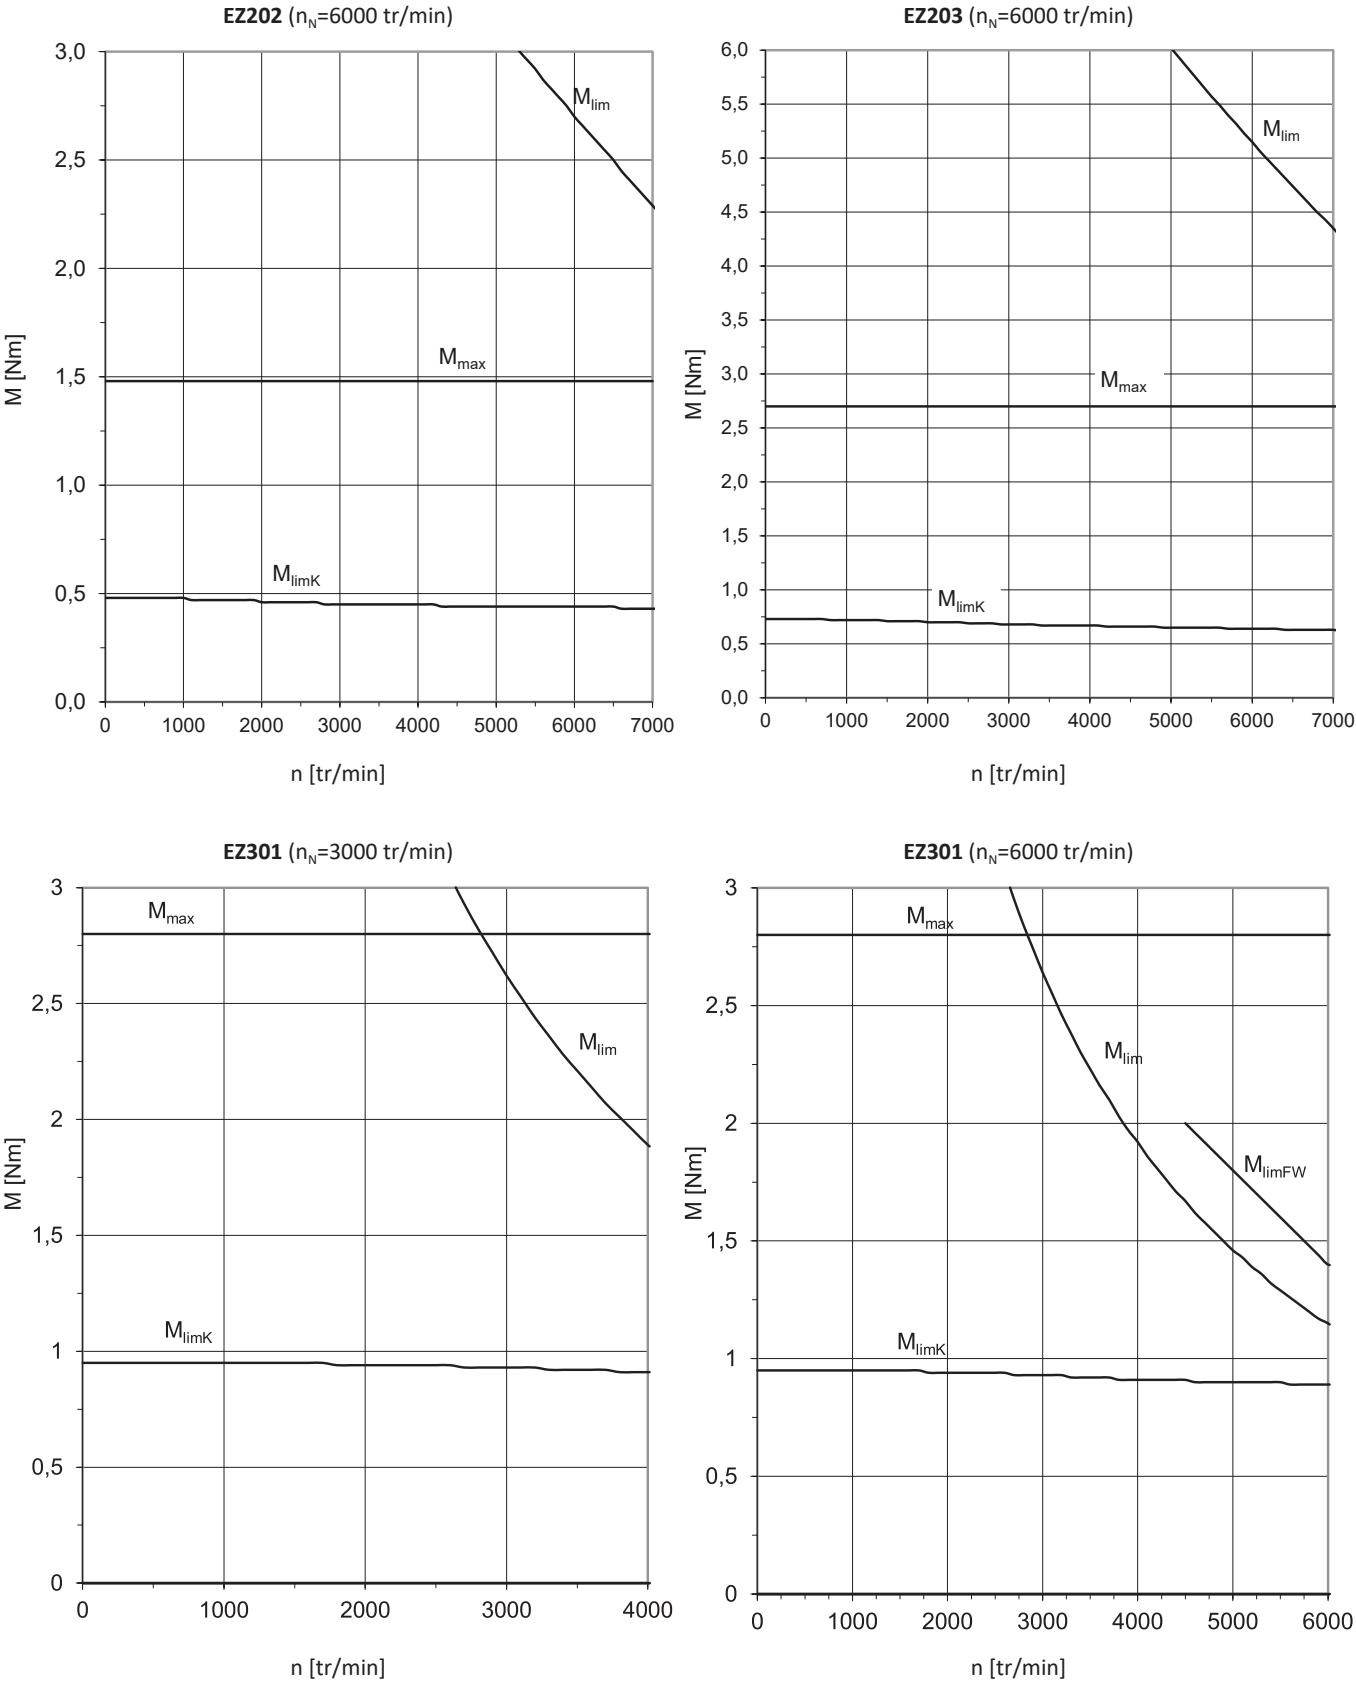 EZ202 (nN=6000 tr/min)
3,0
2,5
2,0
1,5
1,0
0,5
0,0
M [Nm]
Mlim
Mmax
MlimK
0 1000 2000 3000 4000 5000 6000 7000
n [tr/min]
EZ203 (nN=6000 tr/min)
6,0
5,5
5,0
4,5
4,0
3,5
3,0
2,5
2,0
1,5
1,0
0,5
0,0
M [Nm]
Mlim
Mmax
MlimK
0 1000 2000 3000 4000 5000 6000 7000
n [tr/min]
EZ301 (nN=3000 tr/min)
3
2,5
2
1,5
1
0,5
0
M [Nm]
Mmax
Mlim
MlimK
0 1000 2000 3000 4000
n [tr/min]
EZ301 (nN=6000 tr/min)
3
2,5
2
1,5
1
0,5
0
M [Nm]
Mmax
Mlim
MlimFW
MlimK
0 1000 2000 3000 4000 5000 6000
n [tr/min]